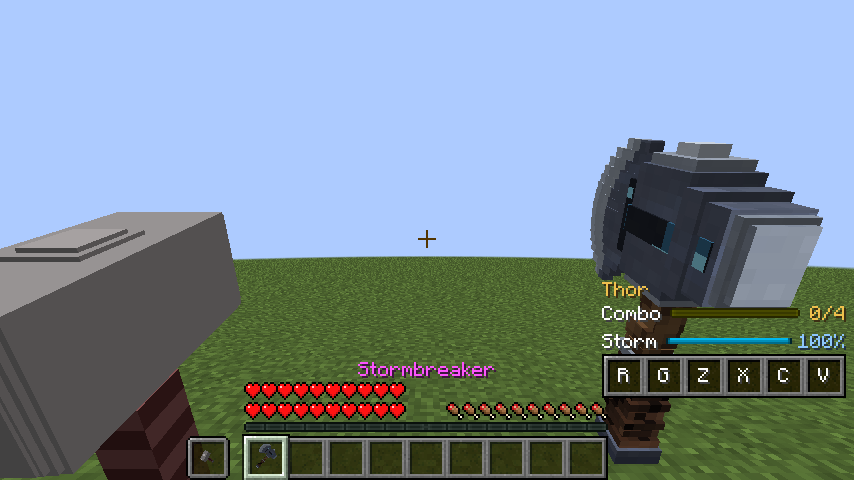 Thor
Combo 0/4
Storm 100%
Stormbreaker
R G Z X C V